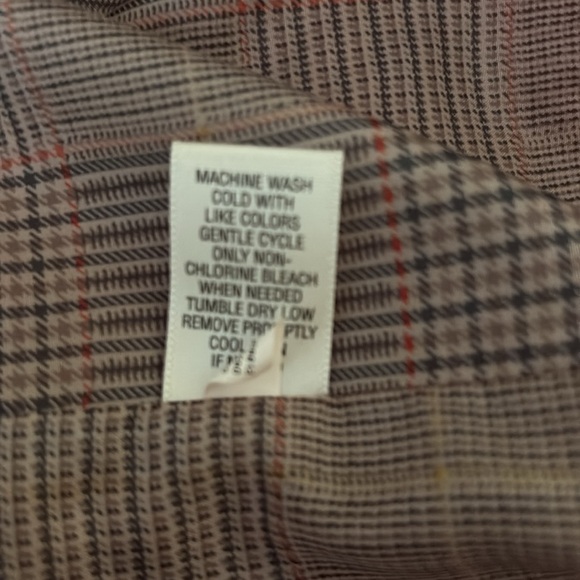 MACHINE WASH
COLD WITH
LIKE COLORS
GENTLE CYCLE
ONLY NON-
CHLORINE BLEACH
WHEN NEEDED
TUMBLE DRY LOW
REMOVE
COOL
IF